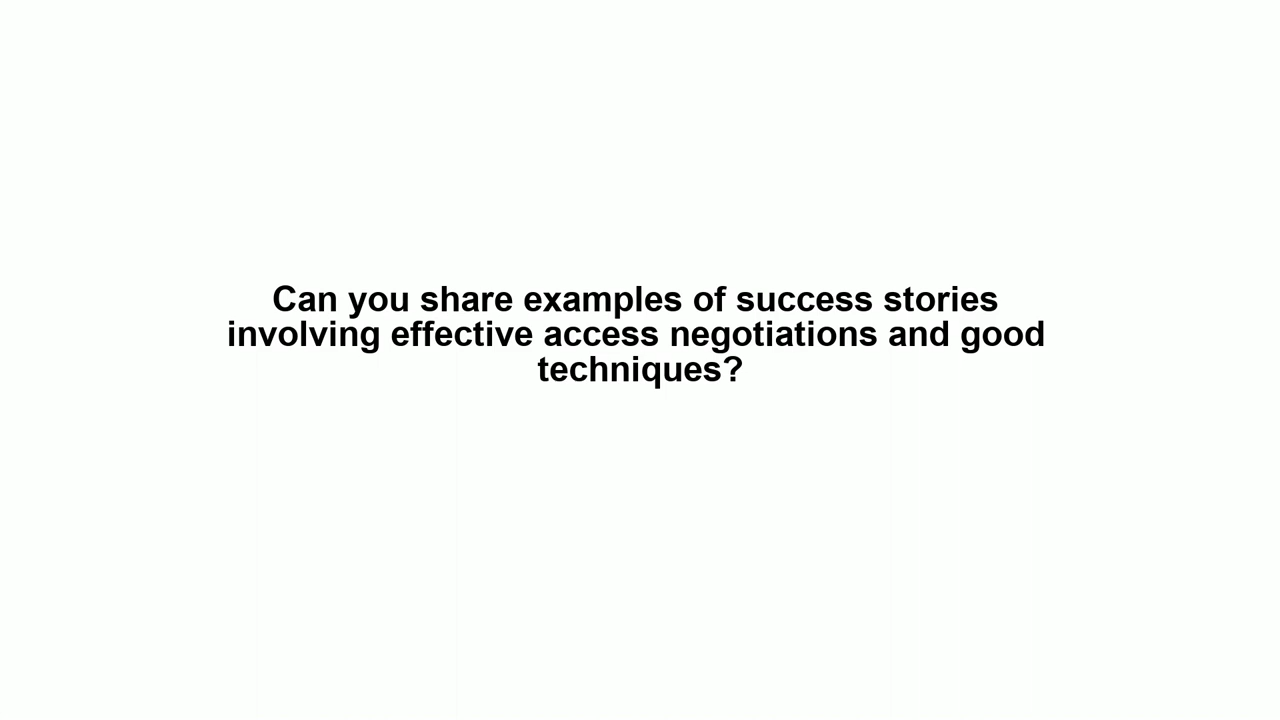 Can you share examples of success stories
involving effective access negotiations and good
techniques?